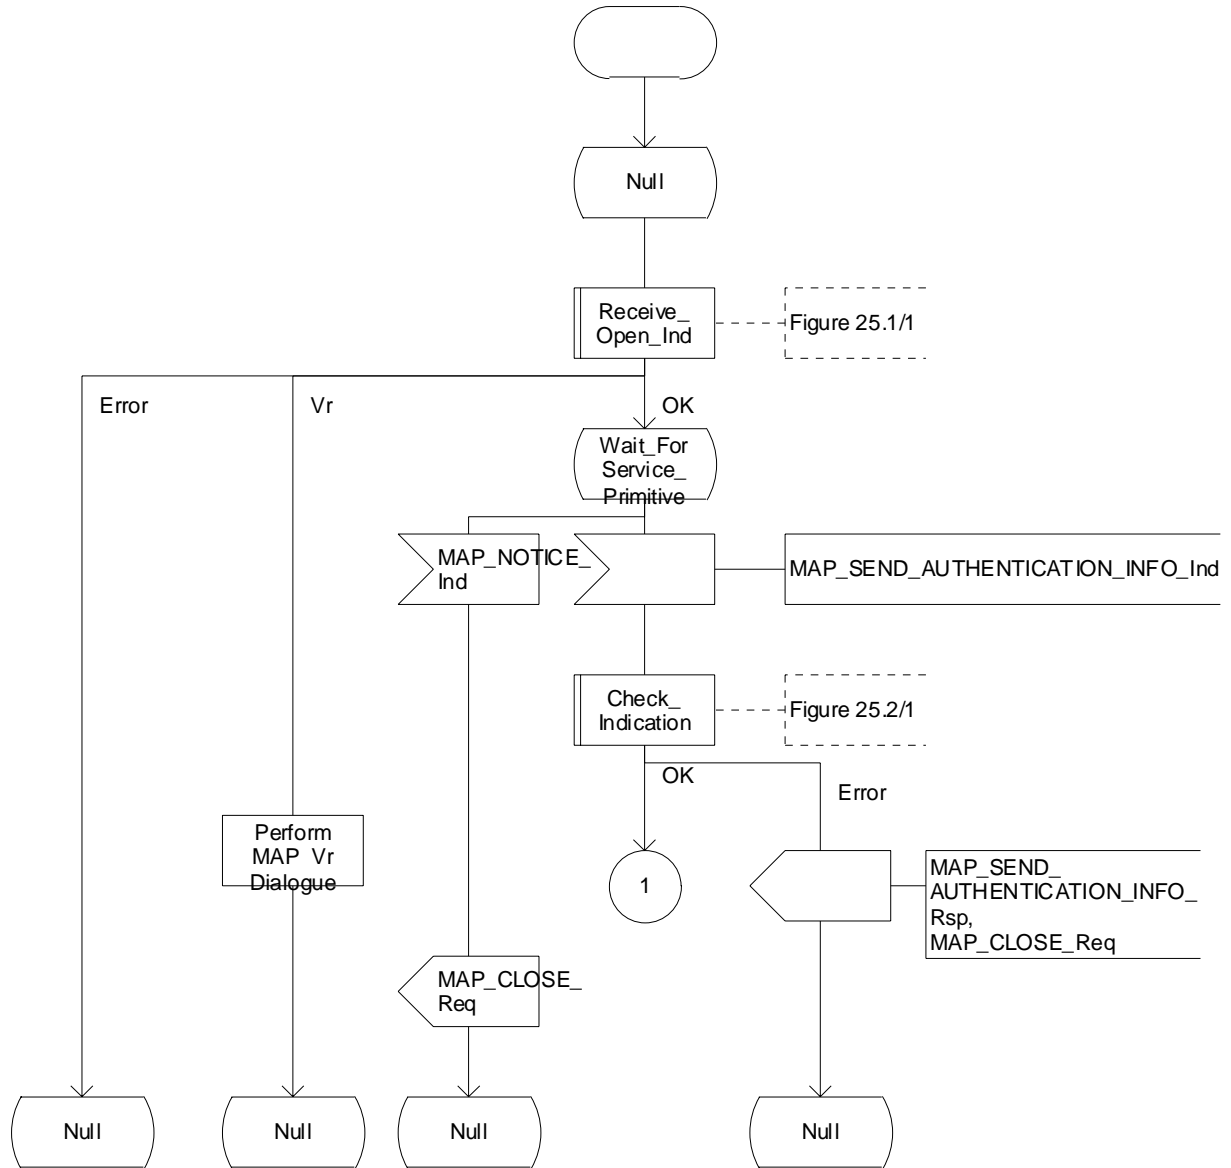 Null
Receive_
Open_Ind
Figure 25.1/1
Error
Vr
OK
Wait_For
Service_
Primitive
MAP_NOTICE_
Ind
MAP_SEND_AUTHENTICATION_INFO_Ind
Check_
Indication
Figure 25.2/1
OK
Error
Perform
MAP Vr
Dialogue
1
MAP_SEND_
AUTHENTICATION_INFO_
Rsp,
MAP_CLOSE_Req
MAP_CLOSE_
Req
Null
Null
Null
Null